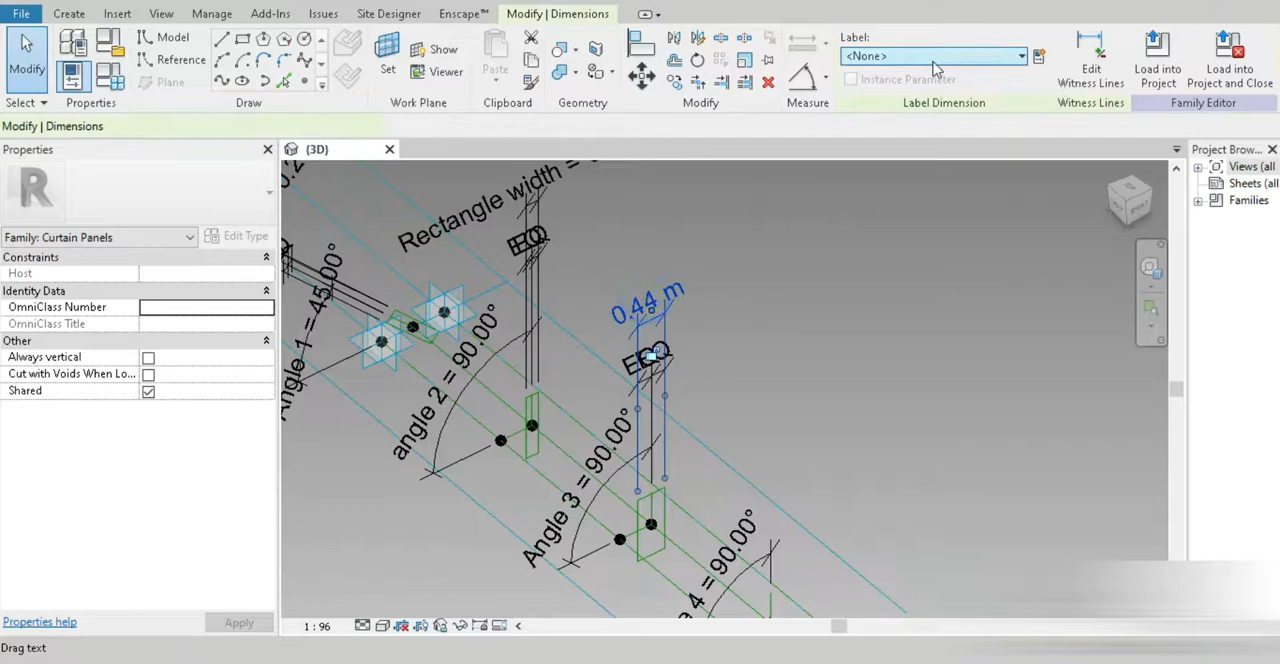 File Create Insert View Manage Add-Ins Issues Site Designer Enscape™ Modify | Dimensions
Model
Reference
Plane
Show
Viewer
Label:
<None>
Instance Parameter
Modify
Set
Paste
Edit
Witness Lines
Load into
Project
Load into
Project and Close
Select Properties Draw Work Plane Clipboard Geometry Modify Measure Label Dimension Witness Lines Family Editor
Modify | Dimensions
Properties
{3D}
Project Brow...
Views (all
Sheets (all
Families
Family: Curtain Panels
Edit Type
Constraints
Host
Identity Data
OmniClass Number
OmniClass Title
Other
Always vertical
Cut with Voids When Lo...
Shared
Properties help
Apply
Rectangle width =
EQ
0.44 m
EQ
Angle 1 = 45.00°
angle 2 = 90.00°
Angle 3 = 90.00°
4 = 90.00°
1 : 96
Drag text